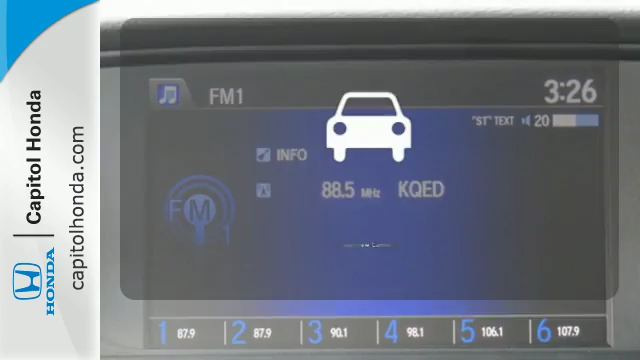 Capitol Honda
capitolhonda.com
HONDA
FM1
3:26
"ST" TEXT 20
INFO
A
88.5 MHz KQED
FM 1
1 87.9 2 87.9 3 90.1 4 98.1 5 106.1 6 107.9